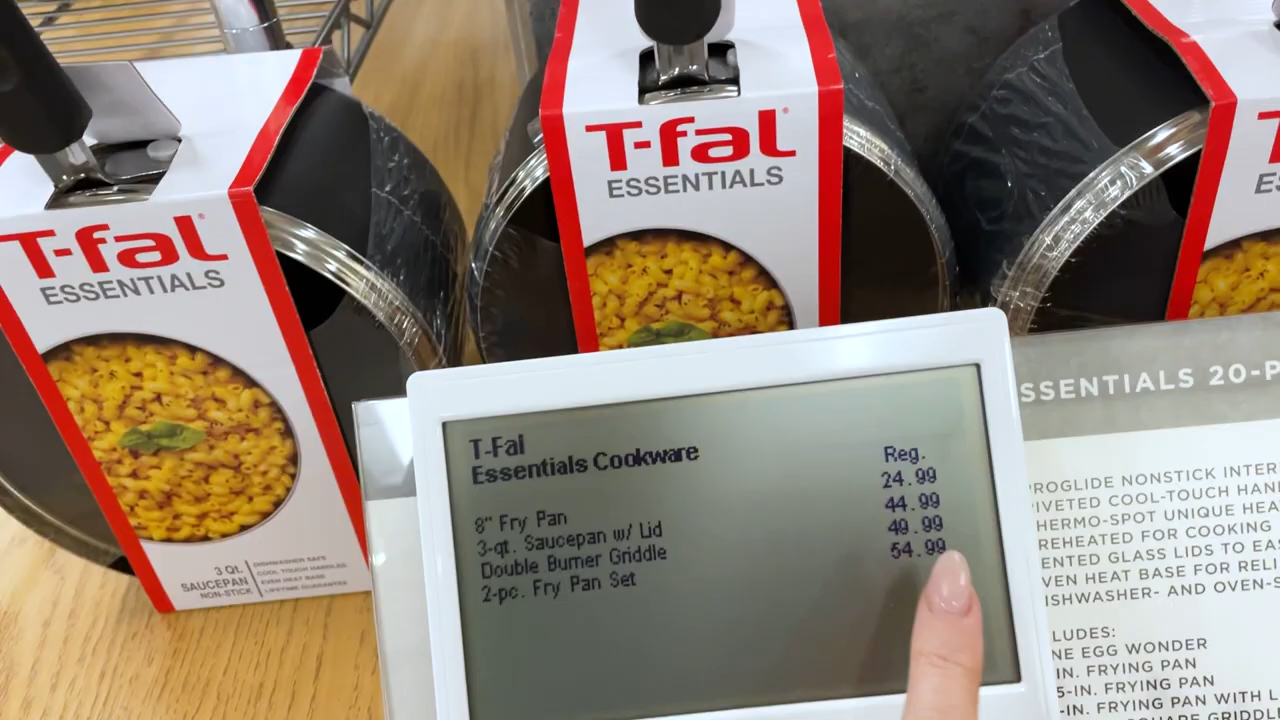 T-fal
ESSENTIALS
3 QT.
SAUCEPAN
NON-STICK
DISHWASHER SAFE
COOL TOUCH HANDLES
EVEN HEAT BASE
LIFETIME GUARANTEE
T-fal
ESSENTIALS
T-Fal
Essentials Cookware
Reg.
8" Fry Pan 24.99
3-qt. Saucepan w/ Lid 44.99
Double Burner Griddle 49.99
2-pc. Fry Pan Set 54.99
SSENTIALS 20-P
ROGLIDE NONSTICK INTER
IVETED COOL-TOUCH HAN
HERMO-SPOT UNIQUE HEA
REHEATED FOR COOKING
ENTED GLASS LIDS TO EAS
VEN HEAT BASE FOR RELI
ISHWASHER- AND OVEN-S
LUDES:
NE EGG WONDER
IN. FRYING PAN
5-IN. FRYING PAN
-IN. FRYING PAN WITH L
SQUARE GRIDDL